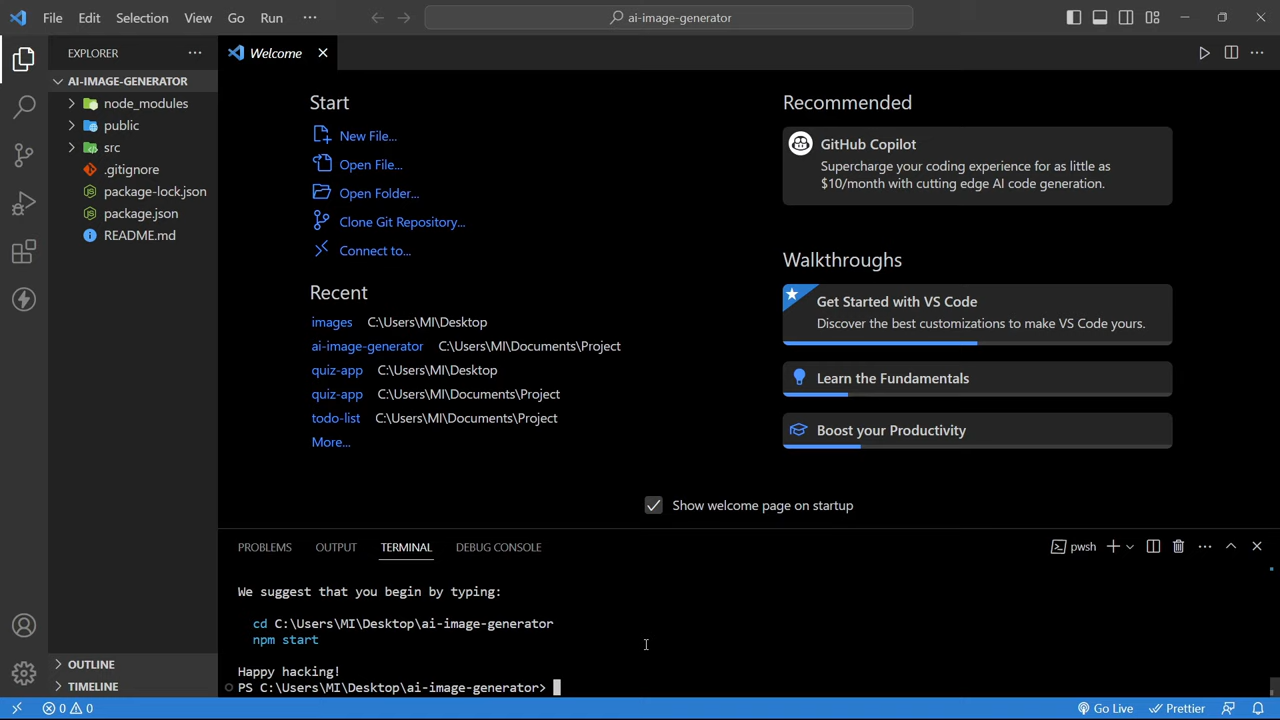 File Edit Selection View Go Run ···
ai-image-generator
EXPLORER
AI-IMAGE-GENERATOR
node_modules
public
src
.gitignore
package-lock.json
package.json
README.md
OUTLINE
TIMELINE
Welcome
Start
New File...
Open File...
Open Folder...
Clone Git Repository...
Connect to...
Recent
images C:\Users\MI\Desktop
ai-image-generator C:\Users\MI\Documents\Project
quiz-app C:\Users\MI\Desktop
quiz-app C:\Users\MI\Documents\Project
todo-list C:\Users\MI\Documents\Project
More...
Recommended
GitHub Copilot
Supercharge your coding experience for as little as
$10/month with cutting edge AI code generation.
Walkthroughs
Get Started with VS Code
Discover the best customizations to make VS Code yours.
Learn the Fundamentals
Boost your Productivity
Show welcome page on startup
PROBLEMS OUTPUT TERMINAL DEBUG CONSOLE
pwsh
We suggest that you begin by typing:
cd C:\Users\MI\Desktop\ai-image-generator
npm start
Happy hacking!
PS C:\Users\MI\Desktop\ai-image-generator>
0 0
Go Live Prettier